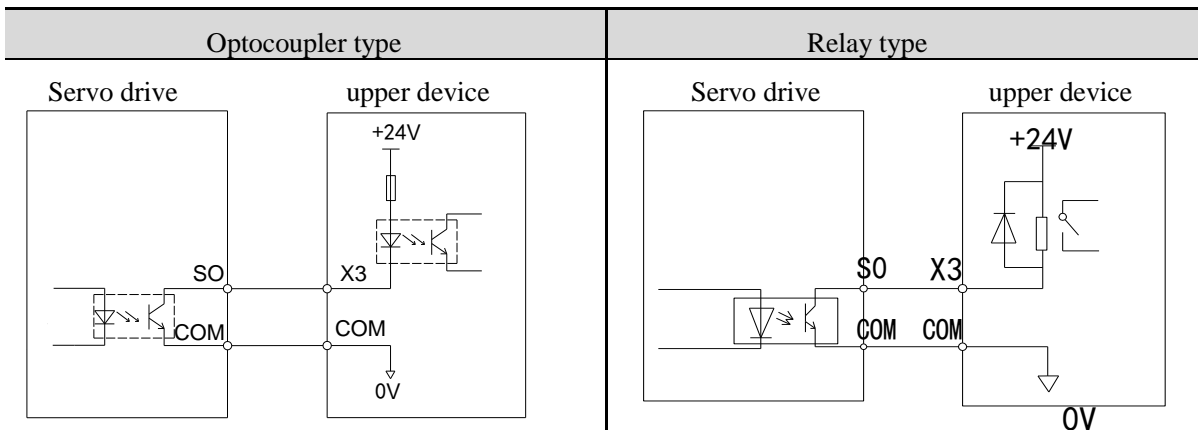 Optocoupler type
Relay type
Servo drive
upper device
+24V
SO
X3
COM
COM
0V
Servo drive
upper device
+24V
SO
X3
COM
COM
0V